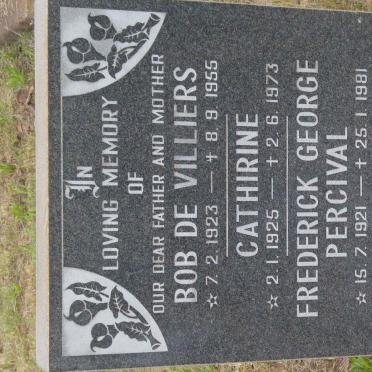 In
LOVING MEMORY
OF
OUR DEAR FATHER AND MOTHER
BOB DE VILLIERS
☆ 7. 2. 1923 — ✝ 8. 9. 1955
CATHIRINE
☆ 2. 1. 1925 — ✝ 2. 6. 1973
FREDERICK GEORGE
PERCIVAL
☆ 15. 7. 1921 — ✝ 25. 1. 1981